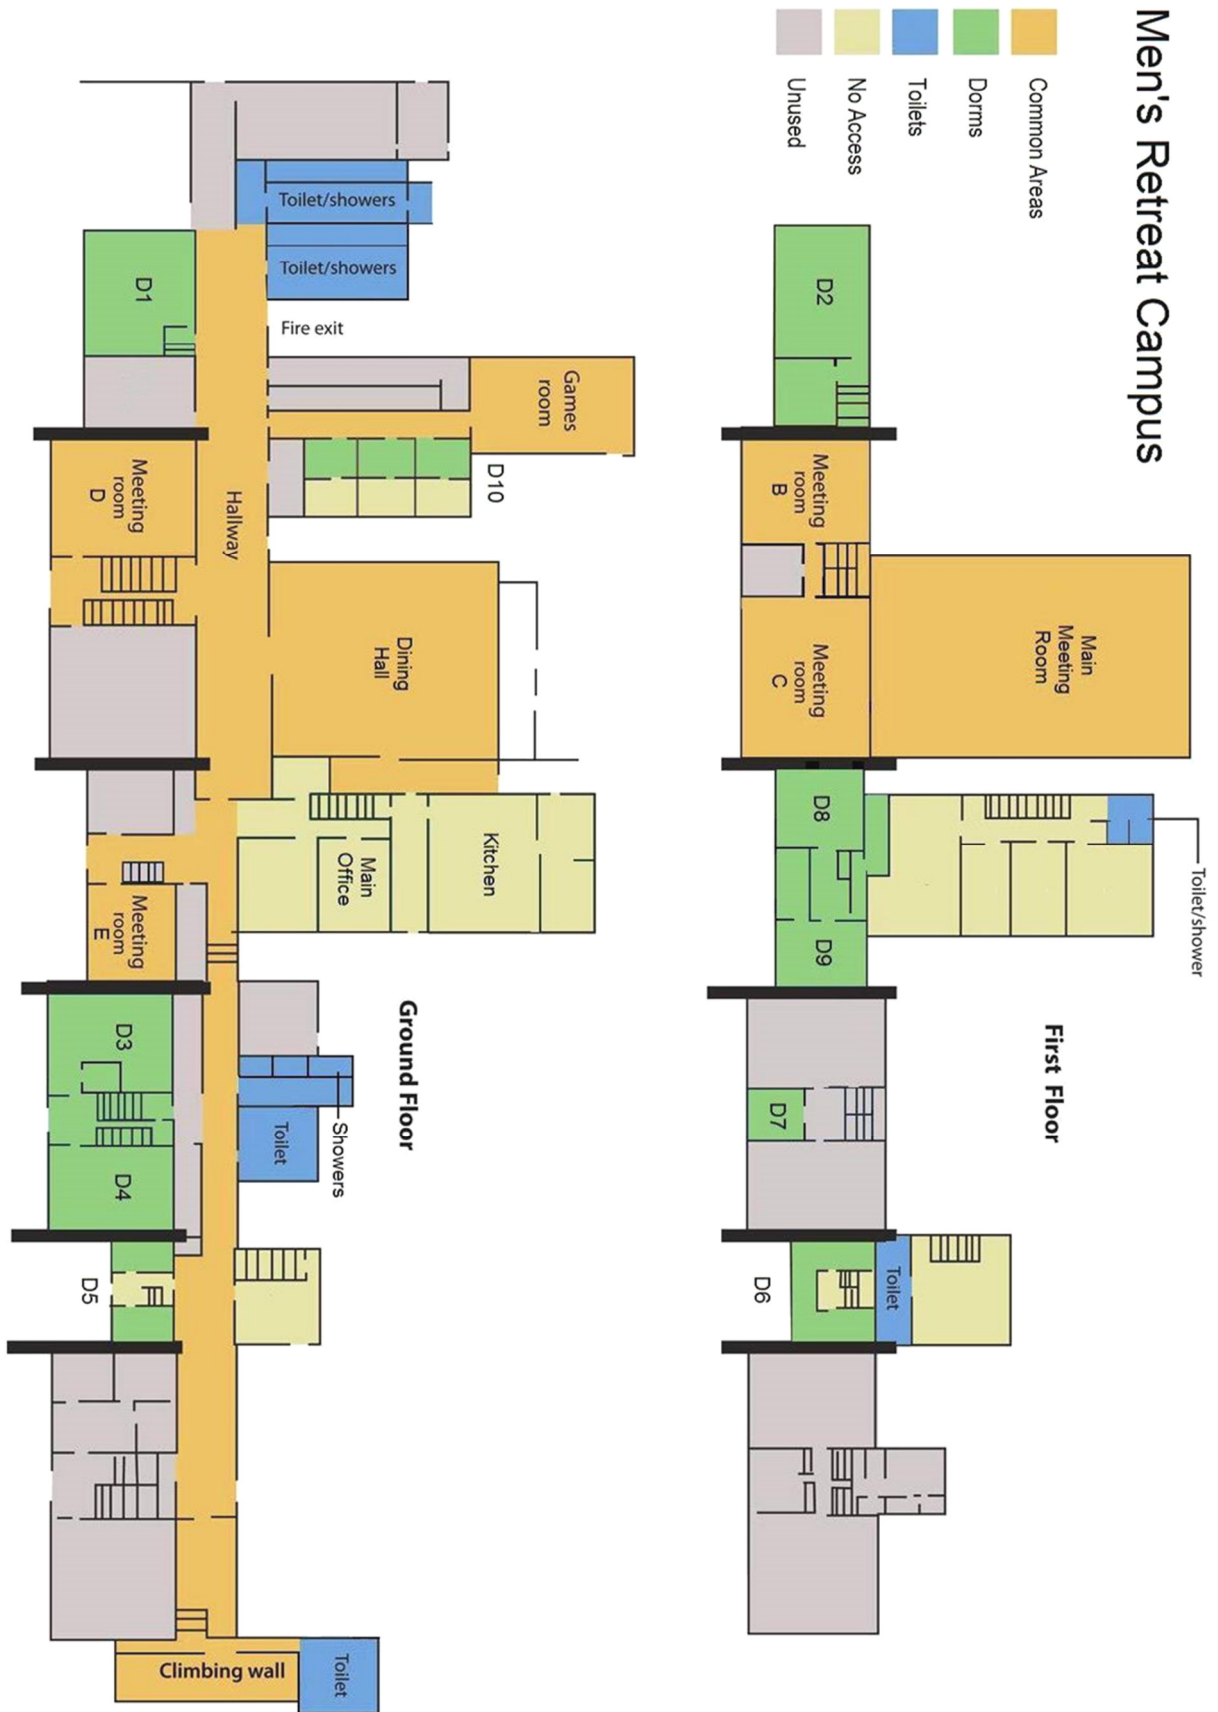 Men's Retreat Campus
Common Areas
Dorms
Toilets
No Access
Unused
First Floor
D2
Meeting
room
B
Meeting
room
C
Main
Meeting
Room
D8
D9
Toilet/shower
D7
D6
Toilet
Ground Floor
Toilet/showers
Toilet/showers
D1
Fire exit
Games
room
D10
Hallway
Meeting
room
D
Dining
Hall
Kitchen
Main
Office
Meeting
room
E
D3
D4
Showers
Toilet
D5
Climbing wall
Toilet